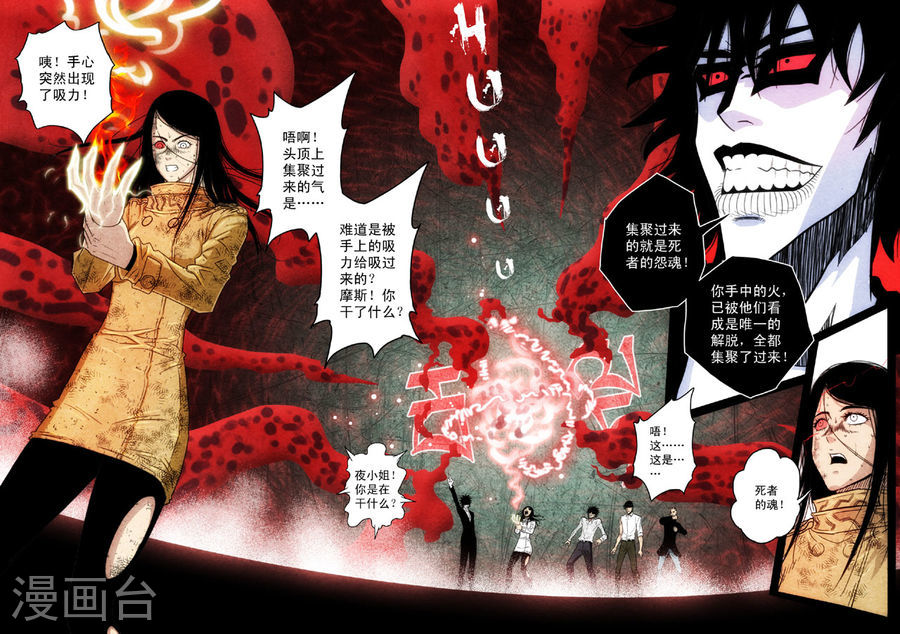 咦！手心
突然出现
了吸力！
唔啊！
头顶上
集聚过
来的气
是……
难道是被
手上的吸
力给吸过
来的？
摩斯！你
干了什么？
HUUUUU
集聚过来
的就是死
者的怨魂！
你手中的火，
已被他们看
成是唯一的
解脱，全都
集聚了过来！
夜小姐！
你是在
干什么？
唔！
这……
这是…
…
死者
的魂！
漫画台